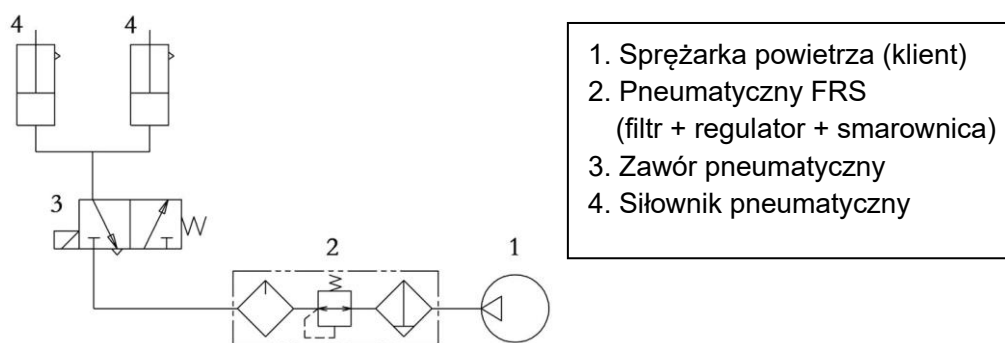 4
4
3
2
1
1. Sprężarka powietrza (klient)
2. Pneumatyczny FRS
(filtr + regulator + smarownica)
3. Zawór pneumatyczny
4. Siłownik pneumatyczny